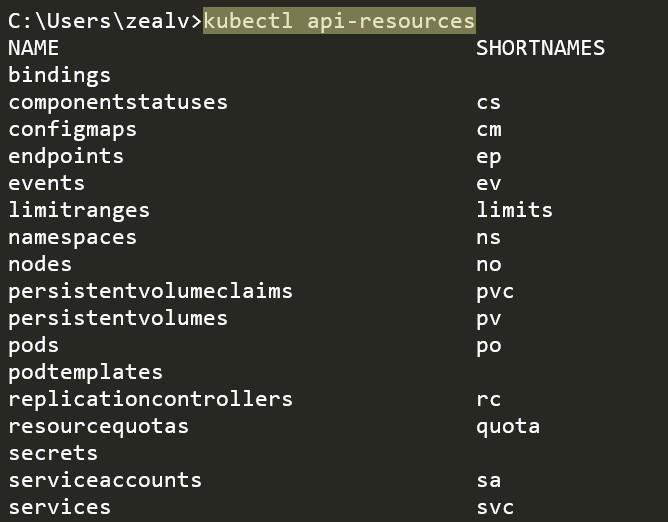 C:\Users\zealv>kubectl api-resources
NAME SHORTNAMES
bindings
componentstatuses cs
configmaps cm
endpoints ep
events ev
limitranges limits
namespaces ns
nodes no
persistentvolumeclaims pvc
persistentvolumes pv
pods po
podtemplates
replicationcontrollers rc
resourcequotas quota
secrets
serviceaccounts sa
services svc